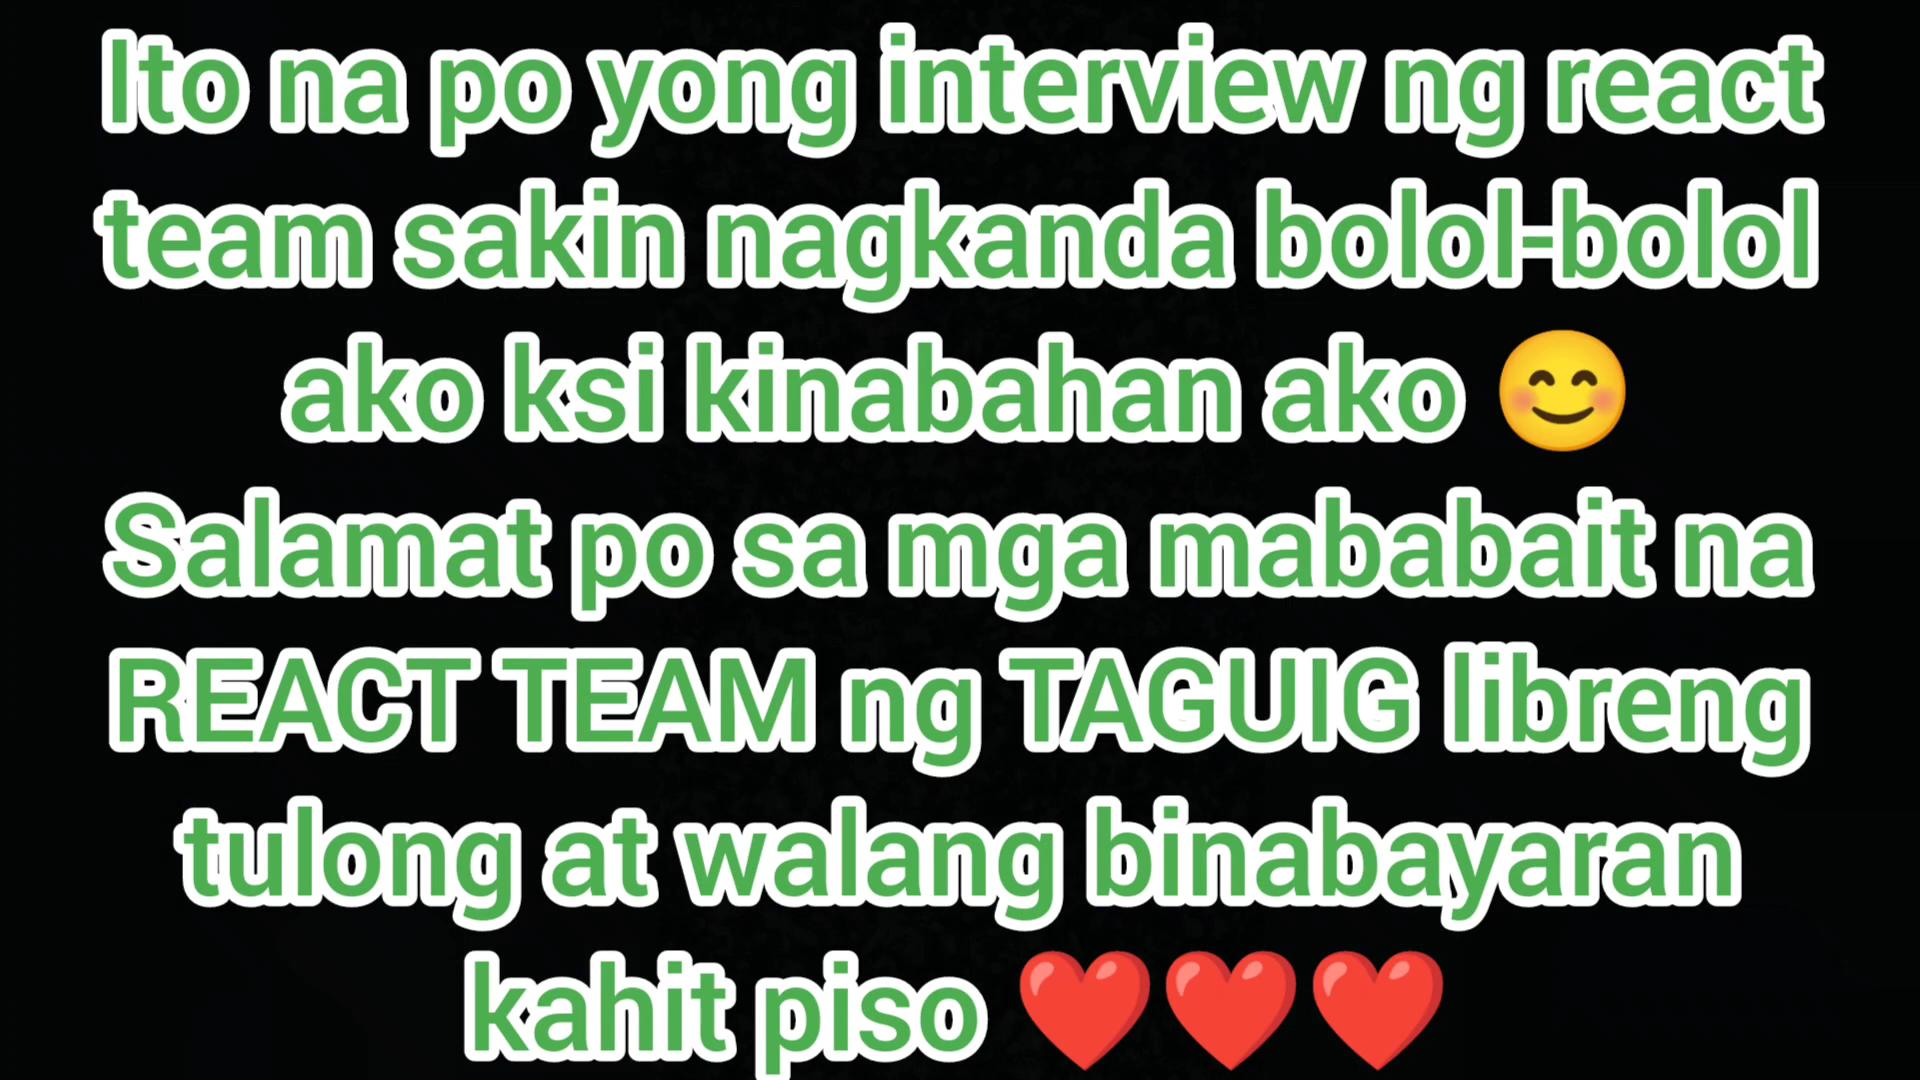 Ito na po yong interview ng react
team sakin nagkanda bolol-bolol
ako ksi kinabahan ako 😊
Salamat po sa mga mababait na
REACT TEAM ng TAGUIG libreng
tulong at walang binabayaran
kahit piso ❤️❤️❤️